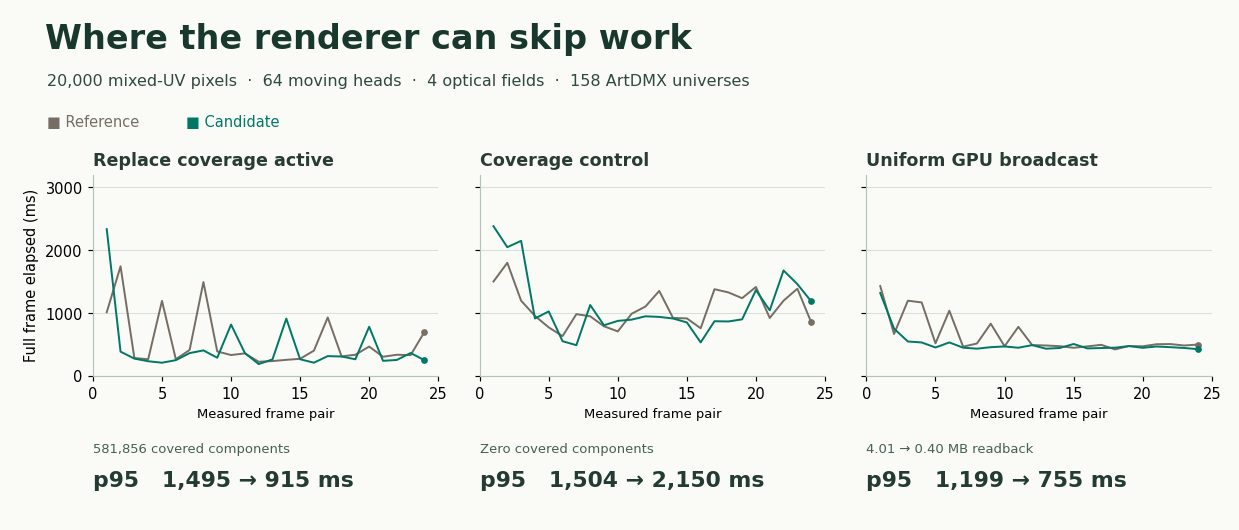 Where the renderer can skip work
20,000 mixed-UV pixels · 64 moving heads · 4 optical fields · 158 ArtDMX universes
■ Reference ■ Candidate
Replace coverage active
Full frame elapsed (ms)
3000
2000
1000
0
0 5 10 15 20 25
Measured frame pair
581,856 covered components
p95 1,495 → 915 ms
Coverage control
0 5 10 15 20 25
Measured frame pair
Zero covered components
p95 1,504 → 2,150 ms
Uniform GPU broadcast
0 5 10 15 20 25
Measured frame pair
4.01 → 0.40 MB readback
p95 1,199 → 755 ms